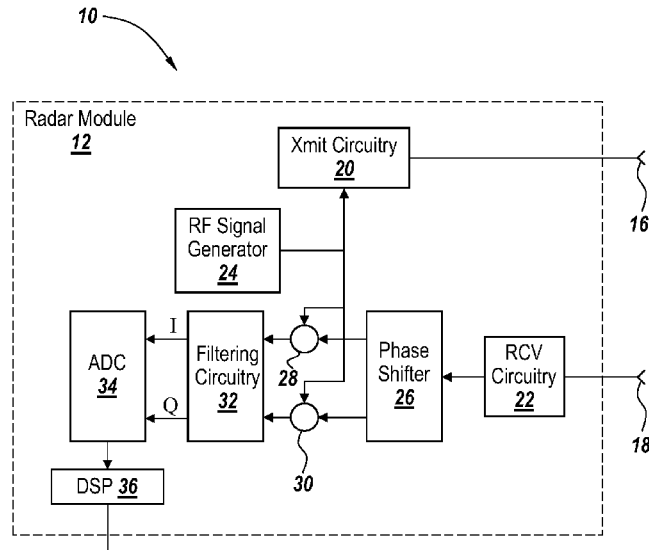 10
Radar Module
12
Xmit Circuitry
20
16
RF Signal
Generator
24
I
Q
ADC
34
Filtering
Circuitry
32
28
30
Phase
Shifter
26
RCV
Circuitry
22
18
DSP 36